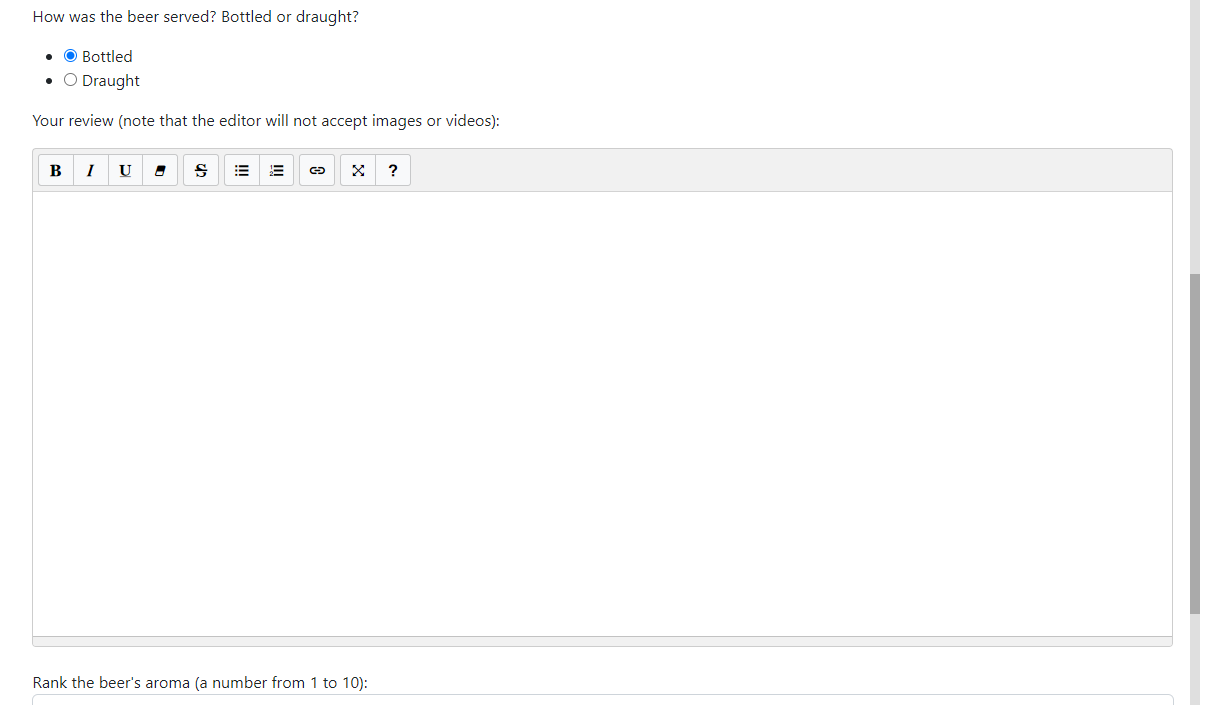 How was the beer served? Bottled or draught?
Bottled
Draught
Your review (note that the editor will not accept images or videos):
B I U S ?
Rank the beer's aroma (a number from 1 to 10):